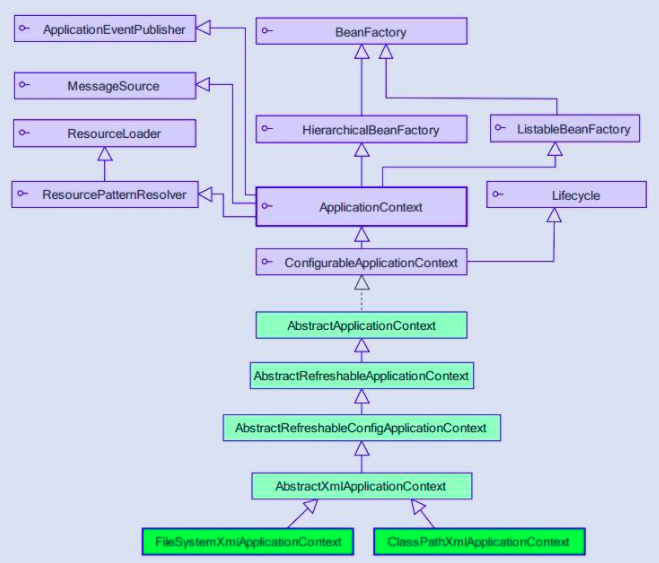 ApplicationEventPublisher
BeanFactory
MessageSource
ResourceLoader
HierarchicalBeanFactory
ListableBeanFactory
ResourcePatternResolver
ApplicationContext
Lifecycle
ConfigurableApplicationContext
AbstractApplicationContext
AbstractRefreshableApplicationContext
AbstractRefreshableConfigApplicationContext
AbstractXmlApplicationContext
FileSystemXmlApplicationContext
ClassPathXmlApplicationContext